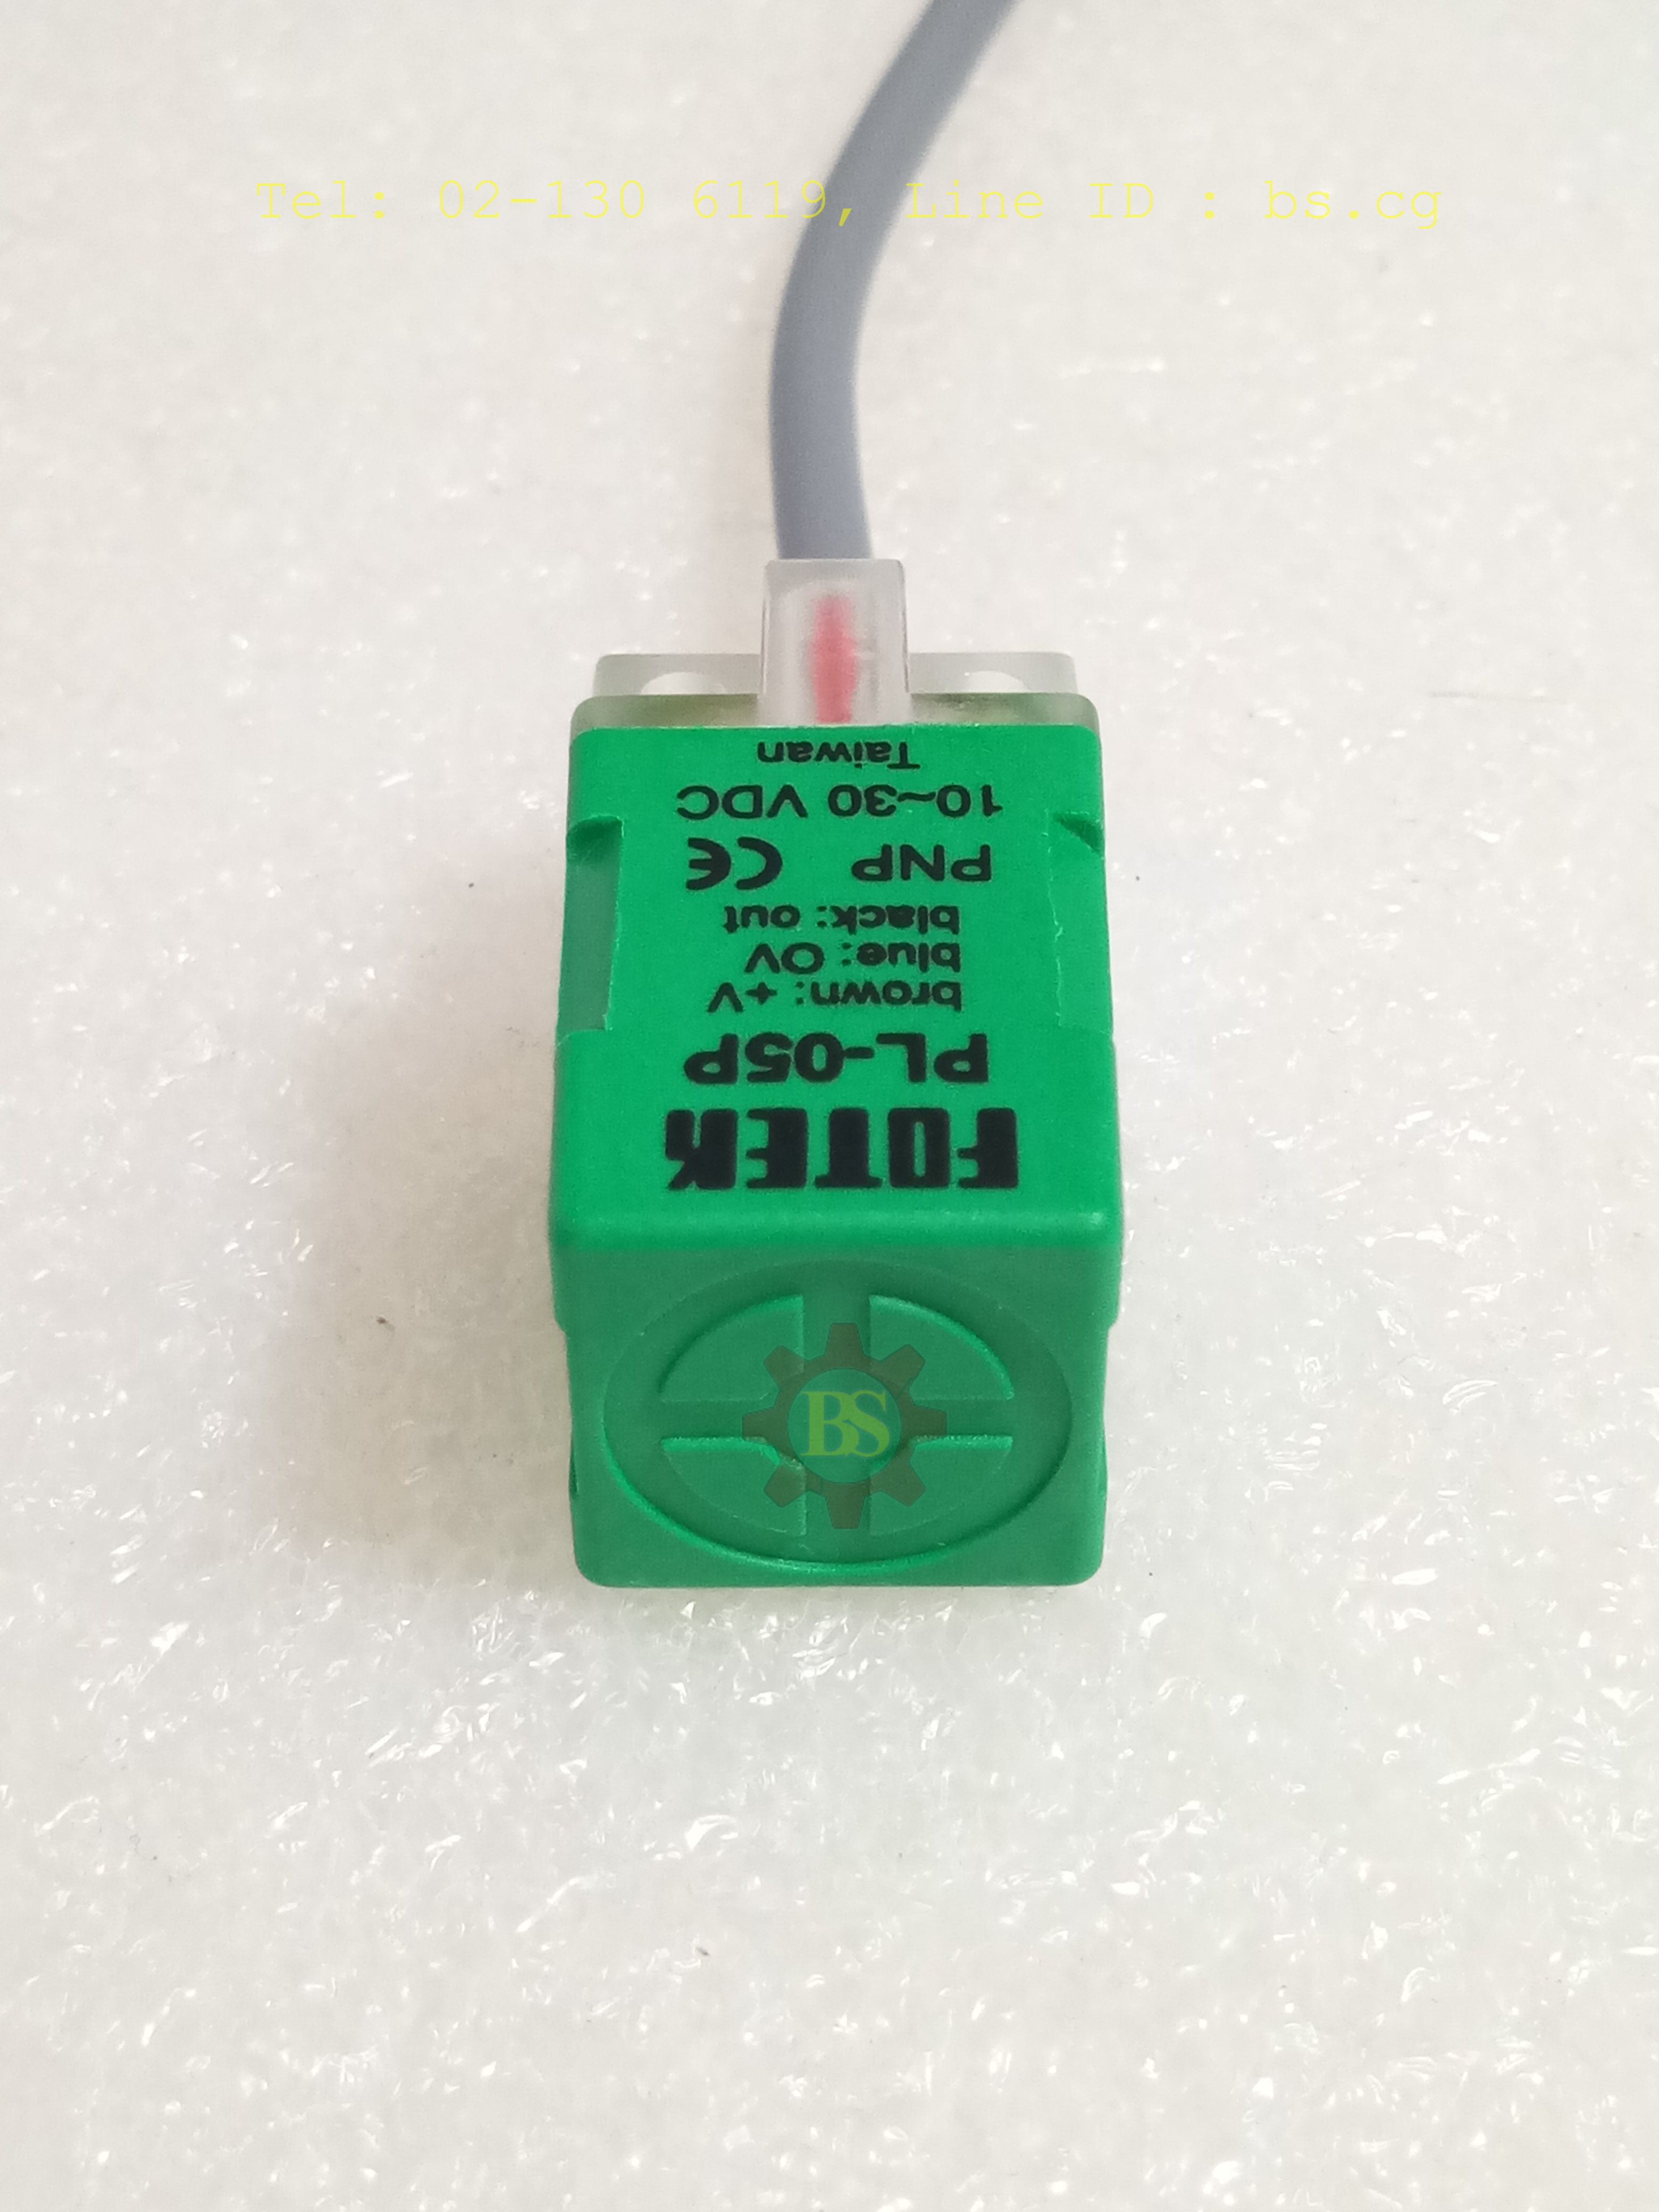 Tel: 02-130 6119, Line ID : bs.cg
FOTEK
PL-05P
brown: +V
blue: 0V
black: out
PNP CE
10~30 VDC
Taiwan
BS